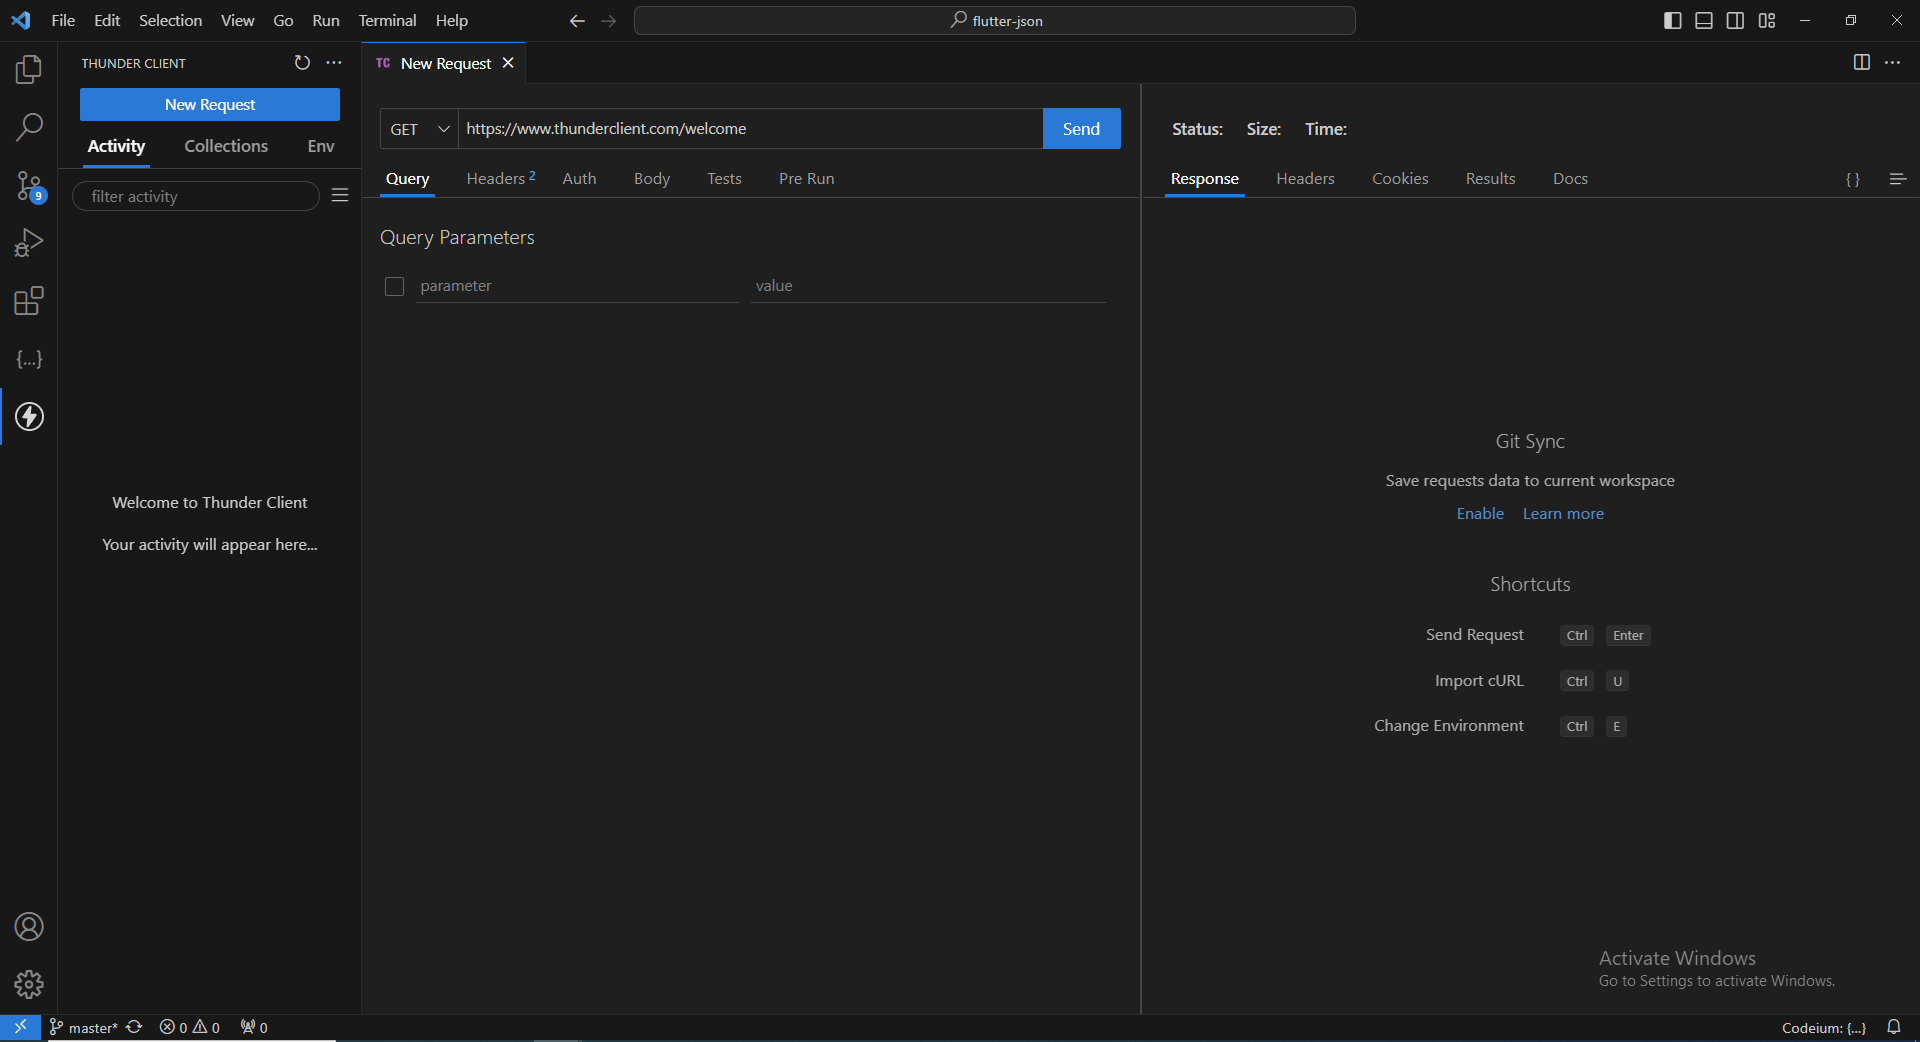 File Edit Selection View Go Run Terminal Help
flutter-json
THUNDER CLIENT
New Request
Activity Collections Env
filter activity
Welcome to Thunder Client
Your activity will appear here...
TC New Request
GET https://www.thunderclient.com/welcome Send
Query Headers 2 Auth Body Tests Pre Run
Query Parameters
parameter value
Status: Size: Time:
Response Headers Cookies Results Docs { }
Git Sync
Save requests data to current workspace
Enable Learn more
Shortcuts
Send Request Ctrl Enter
Import cURL Ctrl U
Change Environment Ctrl E
Activate Windows
Go to Settings to activate Windows.
9
{...}
master* 0 0 0
Codeium: {...}